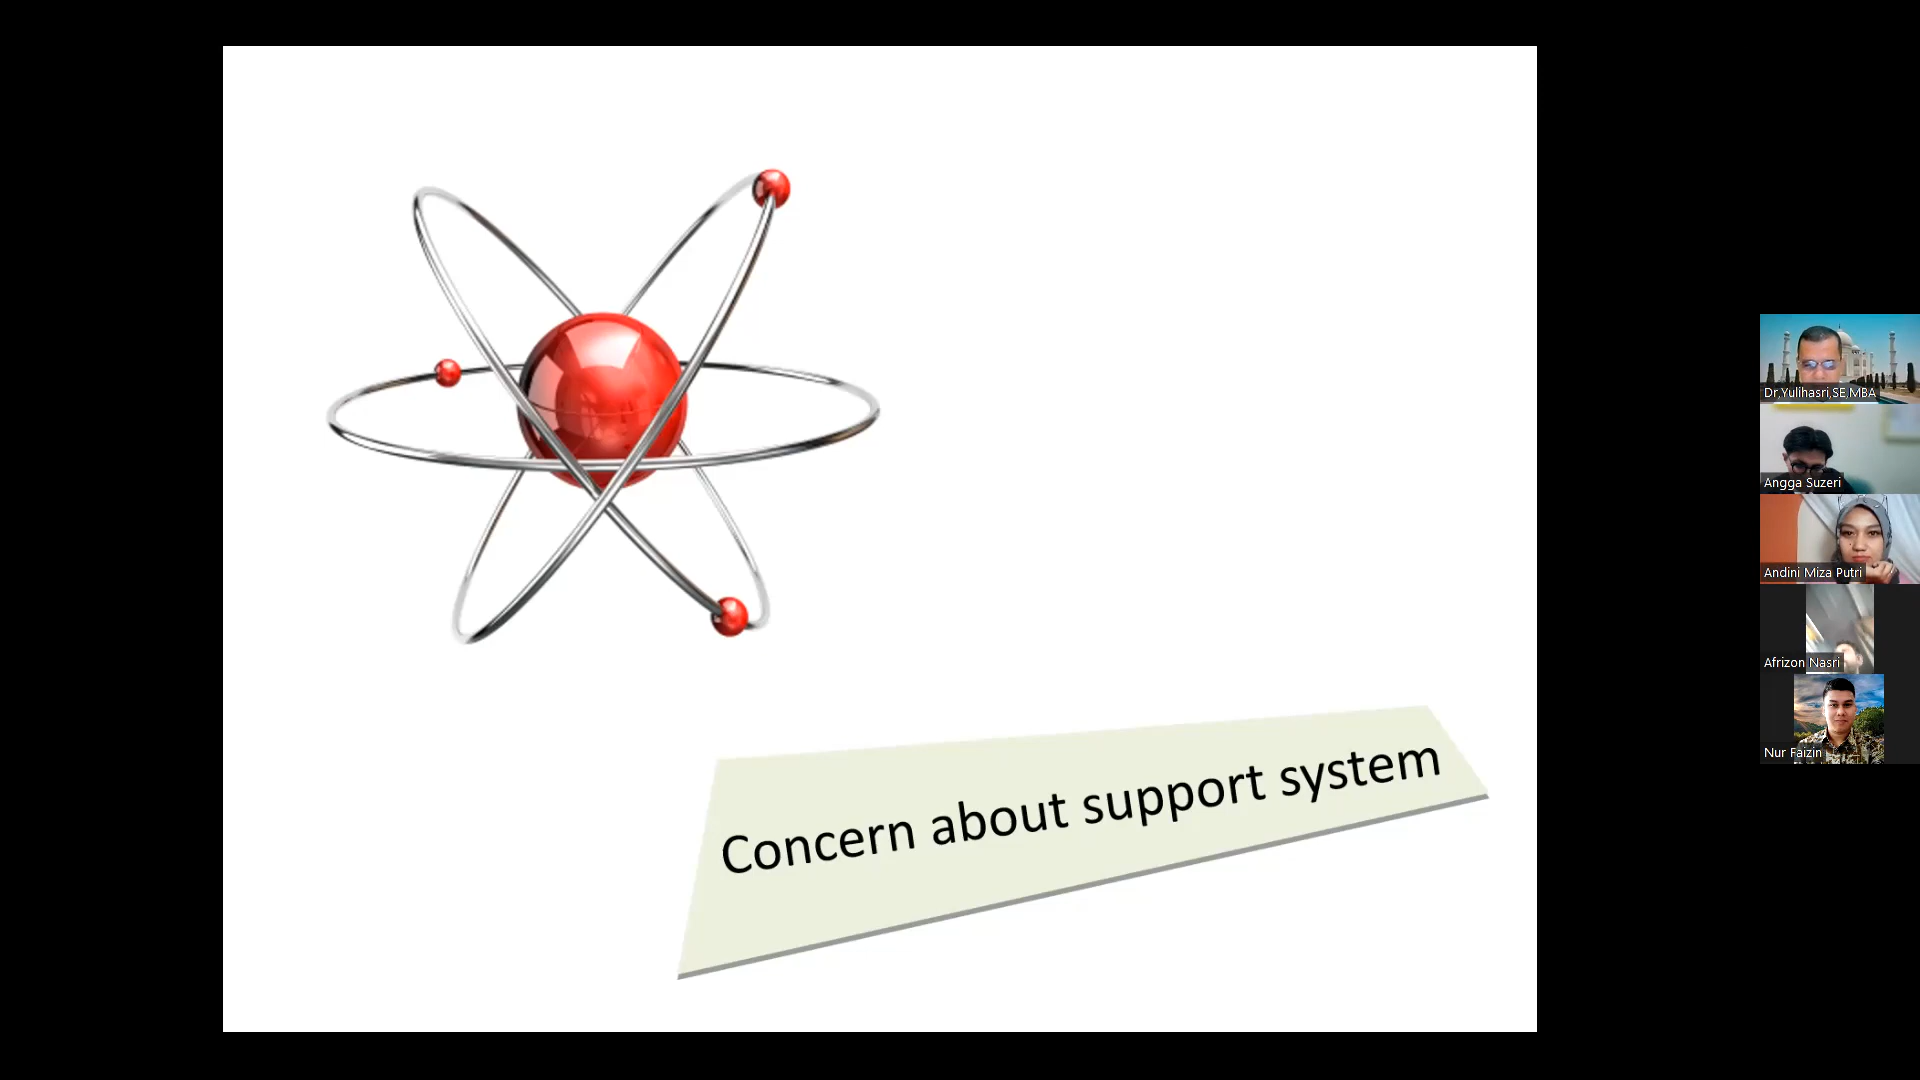 Concern about support system
Dr,Yulihasri,SE,MBA
Angga Suzeri
Andini Miza Putri
Afrizon Nasri
Nur Faizin